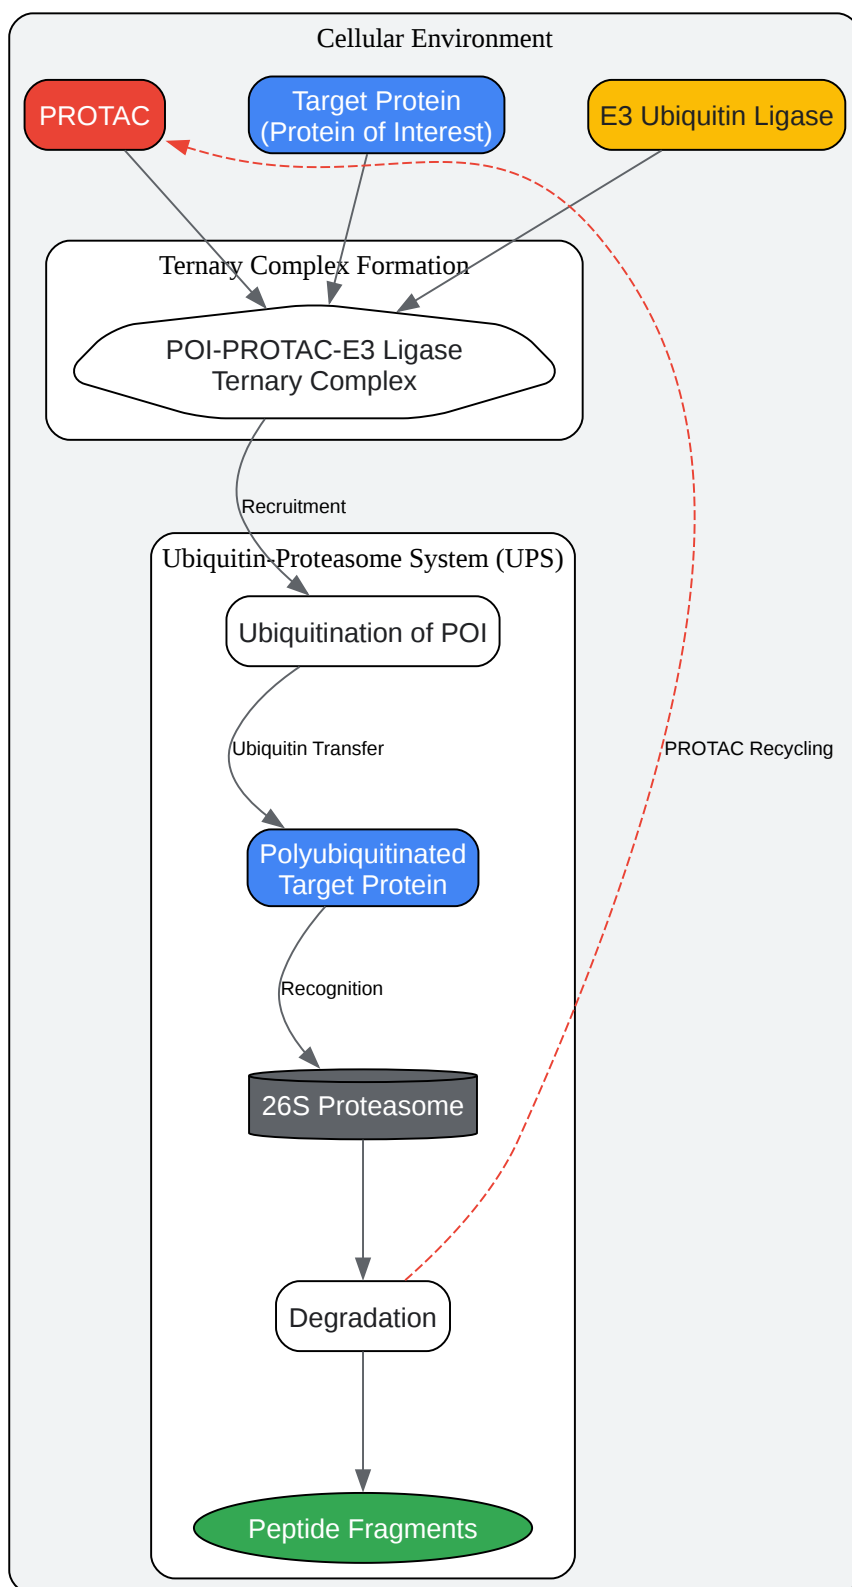 Cellular Environment
PROTAC
Target Protein
(Protein of Interest)
E3 Ubiquitin Ligase
Ternary Complex Formation
POI-PROTAC-E3 Ligase
Ternary Complex
Recruitment
Ubiquitin-Proteasome System (UPS)
Ubiquitination of POI
Ubiquitin Transfer
PROTAC Recycling
Polyubiquitinated
Target Protein
Recognition
26S Proteasome
Degradation
Peptide Fragments